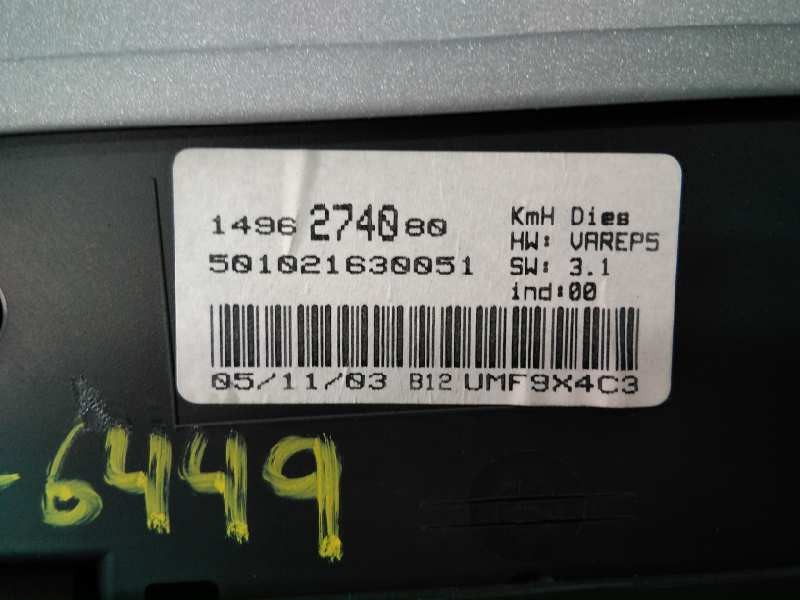 1496 2740 80
501021630051
KmH Dies
HW: VAREP5
SW: 3.1
ind:00
05/11/03 B12 UMF9X4C3
-6449